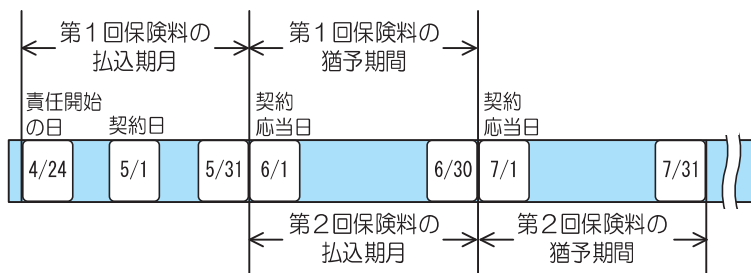 第1回保険料の
払込期月
第1回保険料の
猶予期間
責任開始
の日
契約日
契約
応当日
契約
応当日
4/24
5/1
5/31
6/1
6/30
7/1
7/31
第2回保険料の
払込期月
第2回保険料の
猶予期間